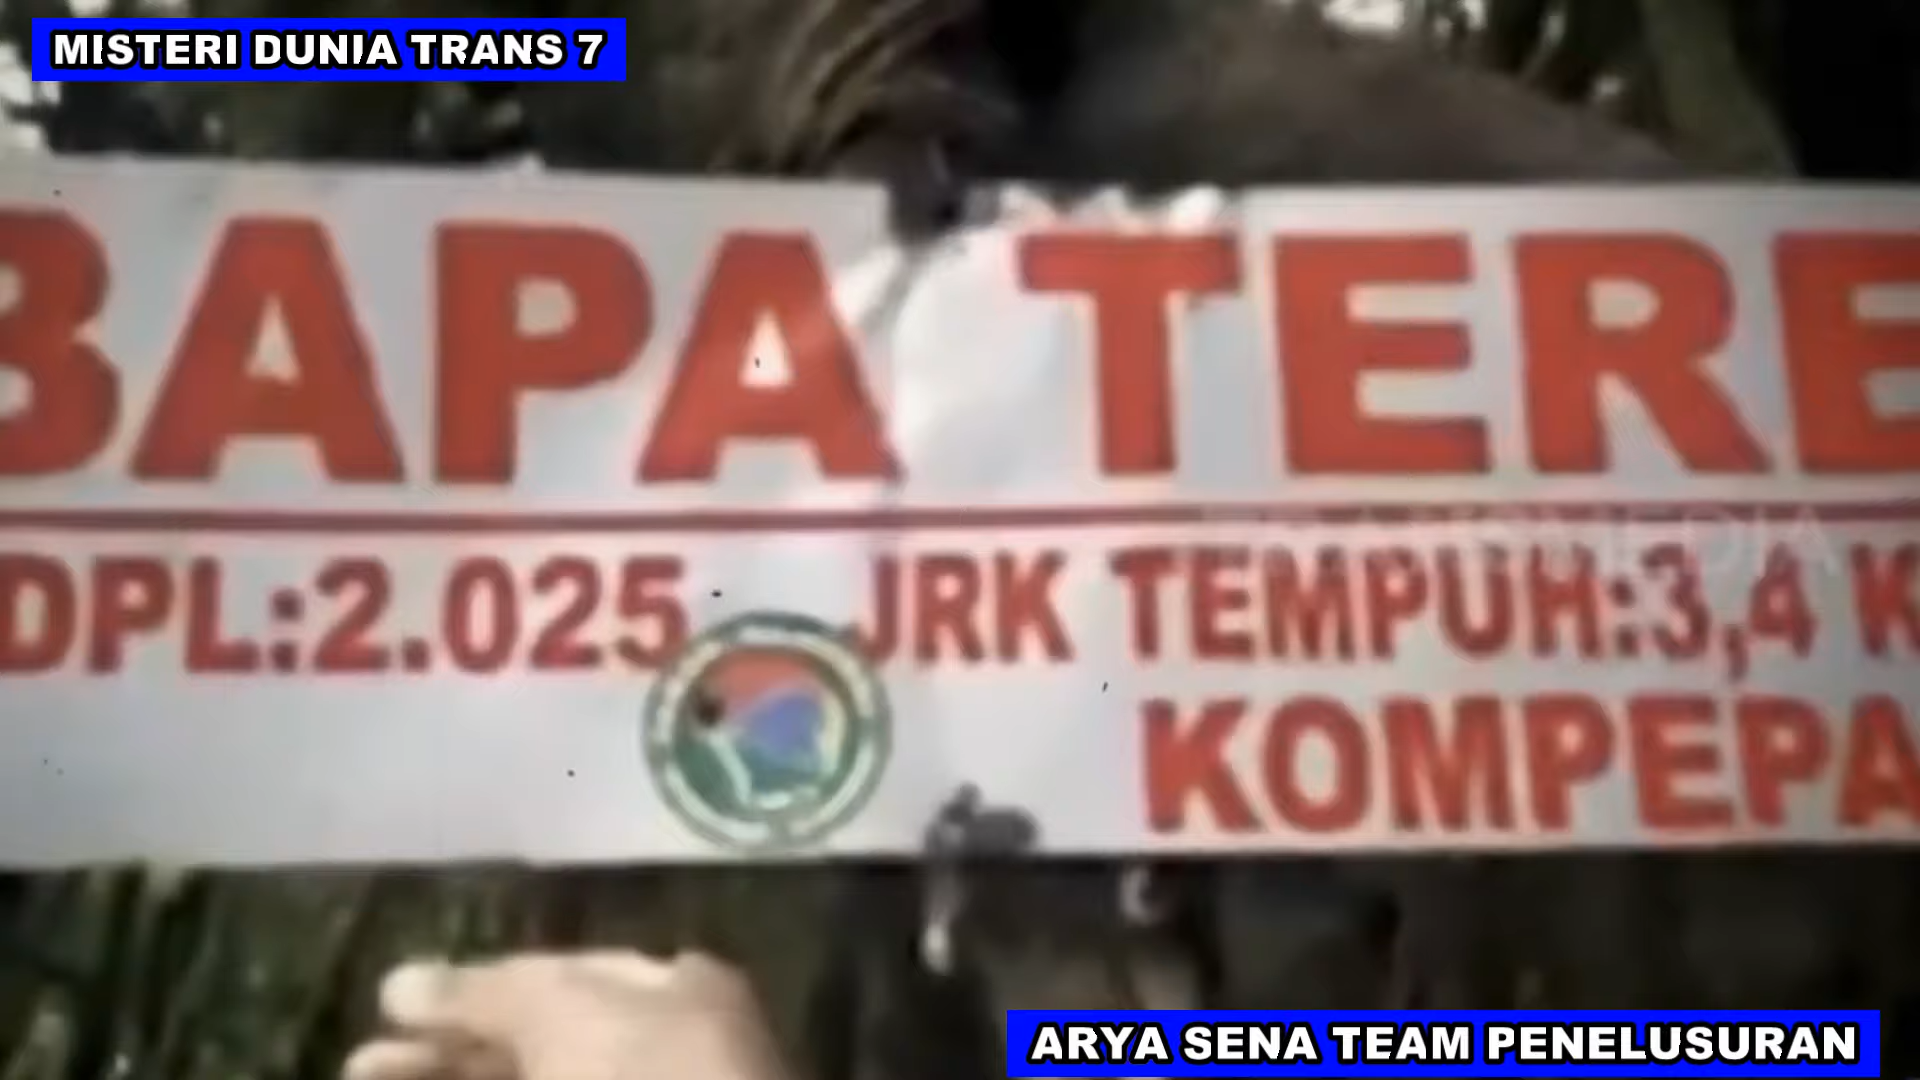 MISTERI DUNIA TRANS 7
BAPA TERE
DPL:2.025 JRK TEMPUH:3,4 K
KOMPEPA
ARYA SENA TEAM PENELUSURAN